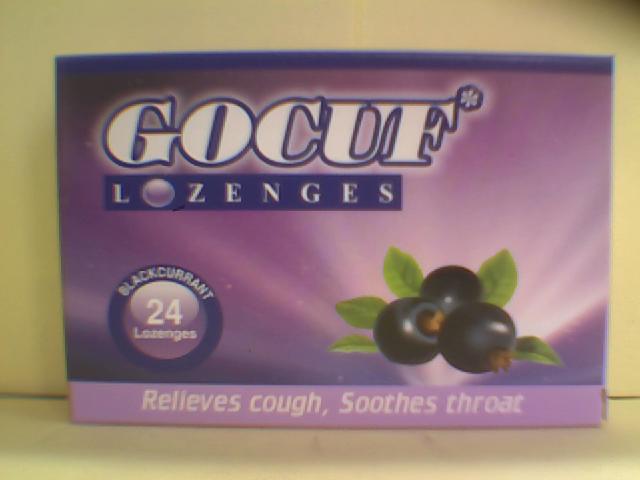 GOCUF*
LOZENGES
BLACKCURRANT
24
Lozenges
Relieves cough, Soothes throat